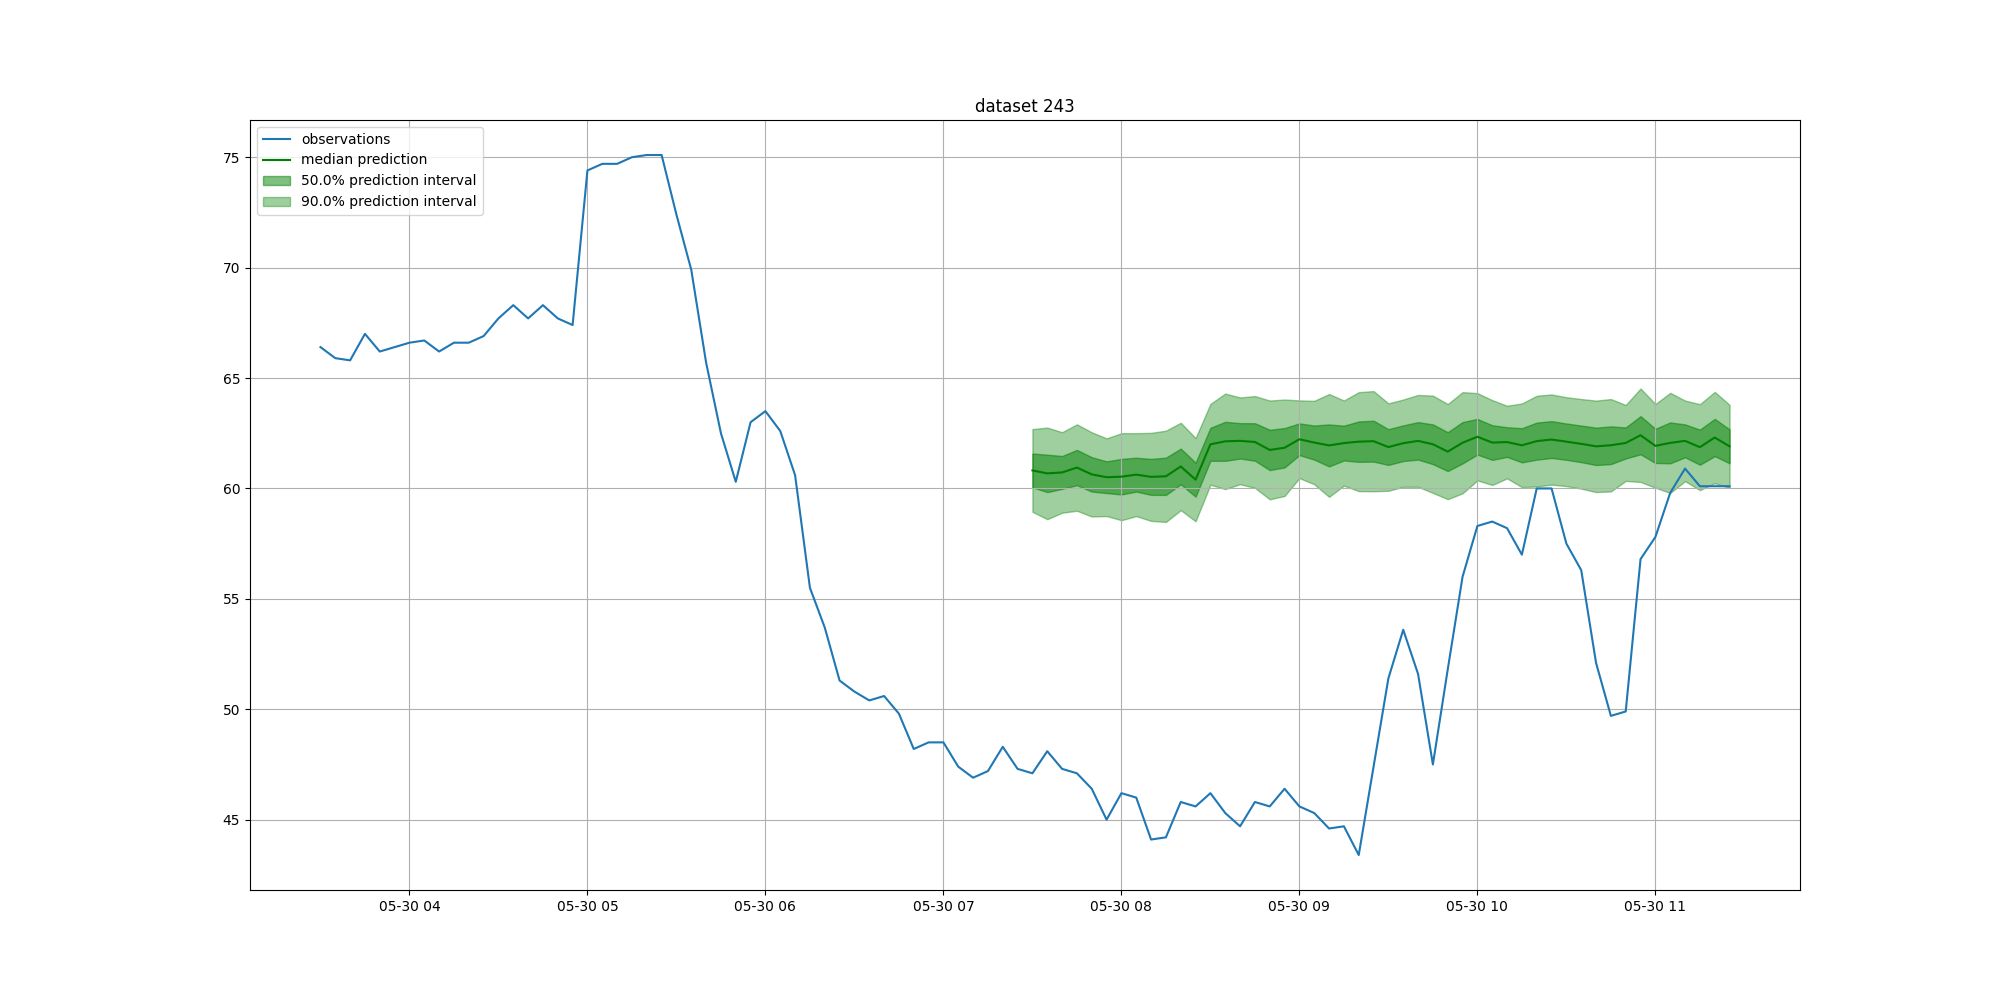 dataset 243
observations
median prediction
50.0% prediction interval
90.0% prediction interval
75
70
65
60
55
50
45
05-30 04 05-30 05 05-30 06 05-30 07 05-30 08 05-30 09 05-30 10 05-30 11